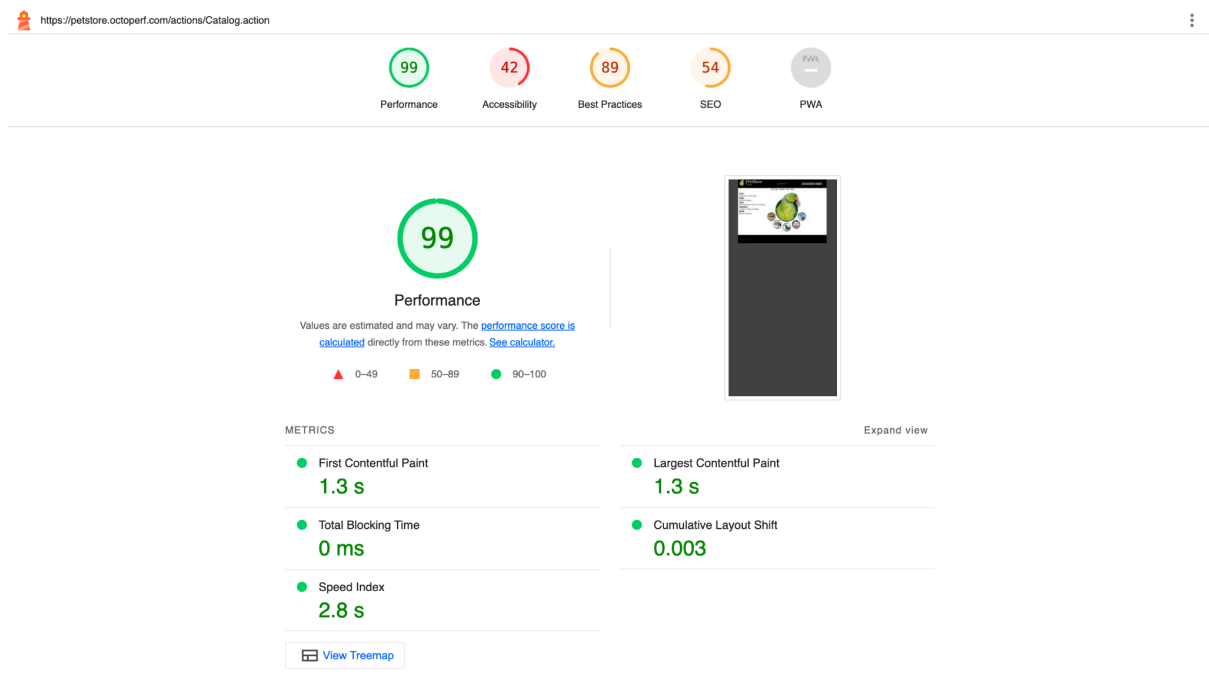 https://petstore.octoperf.com/actions/Catalog.action
99
42
89
54
PWA
Performance
Accessibility
Best Practices
SEO
PWA
99
Performance
Values are estimated and may vary. The performance score is
calculated directly from these metrics. See calculator.
0–49
50–89
90–100
METRICS
Expand view
First Contentful Paint
1.3 s
Largest Contentful Paint
1.3 s
Total Blocking Time
0 ms
Cumulative Layout Shift
0.003
Speed Index
2.8 s
View Treemap